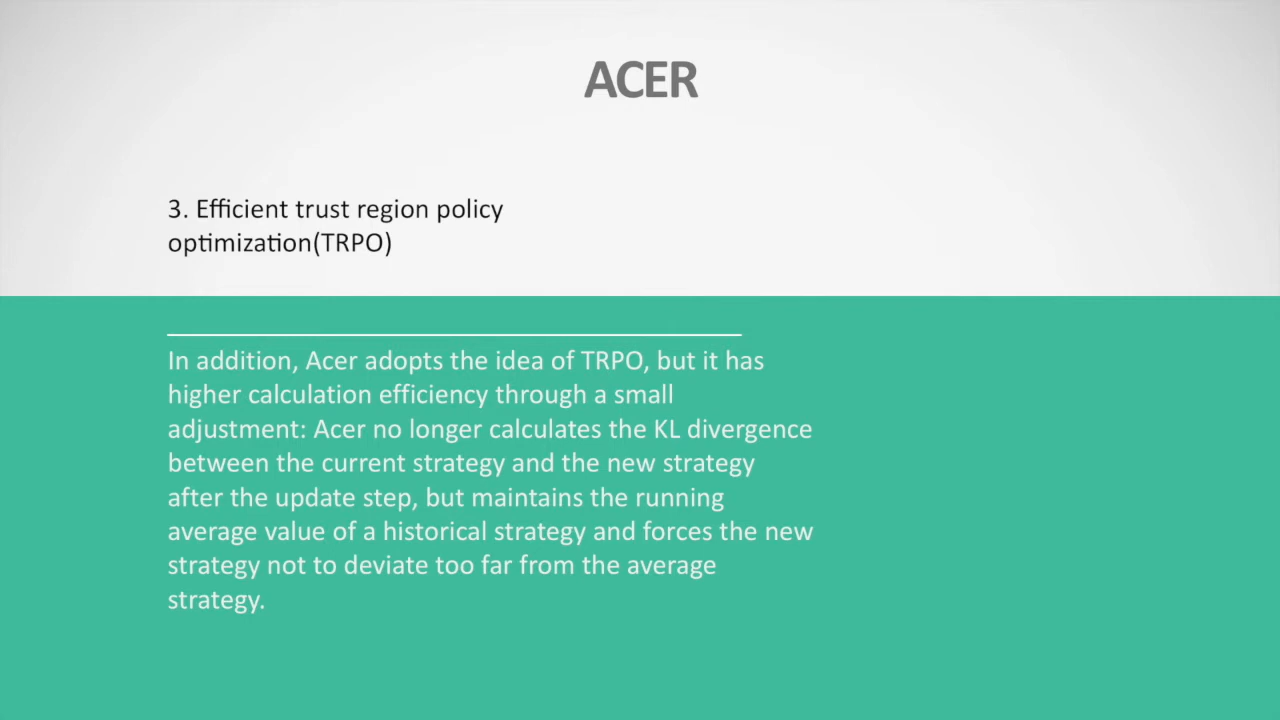 ACER
3. Efficient trust region policy
optimization(TRPO)
In addition, Acer adopts the idea of TRPO, but it has
higher calculation efficiency through a small
adjustment: Acer no longer calculates the KL divergence
between the current strategy and the new strategy
after the update step, but maintains the running
average value of a historical strategy and forces the new
strategy not to deviate too far from the average
strategy.